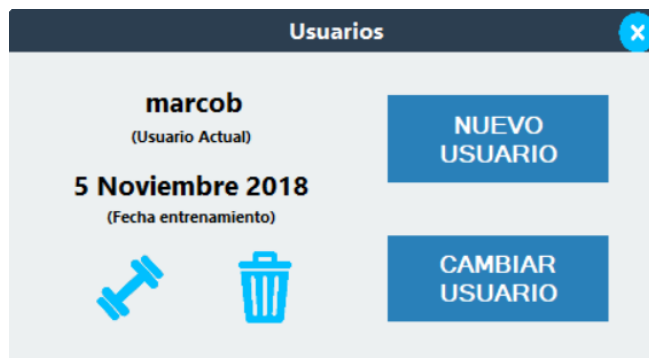 Usuarios
marcob
(Usuario Actual)
5 Noviembre 2018
(Fecha entrenamiento)
NUEVO
USUARIO
CAMBIAR
USUARIO